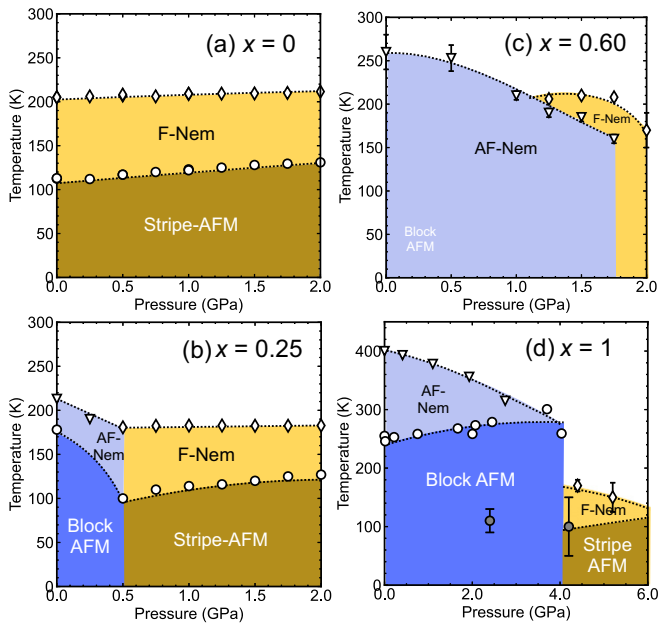 (a) x = 0
Temperature (K)
300
250
200
150
100
50
0
F-Nem
Stripe-AFM
0.0 0.5 1.0 1.5 2.0
Pressure (GPa)
(c) x = 0.60
Temperature (K)
300
250
200
150
100
50
0
F-Nem
AF-Nem
Block
AFM
0.0 0.5 1.0 1.5 2.0
Pressure (GPa)
(b) x = 0.25
Temperature (K)
300
250
200
150
100
50
0
AF-
Nem
F-Nem
Block
AFM
Stripe-AFM
0.0 0.5 1.0 1.5 2.0
Pressure (GPa)
(d) x = 1
Temperature (K)
400
300
200
100
0
AF-
Nem
Block AFM
F-Nem
Stripe
AFM
0.0 2.0 4.0 6.0
Pressure (GPa)